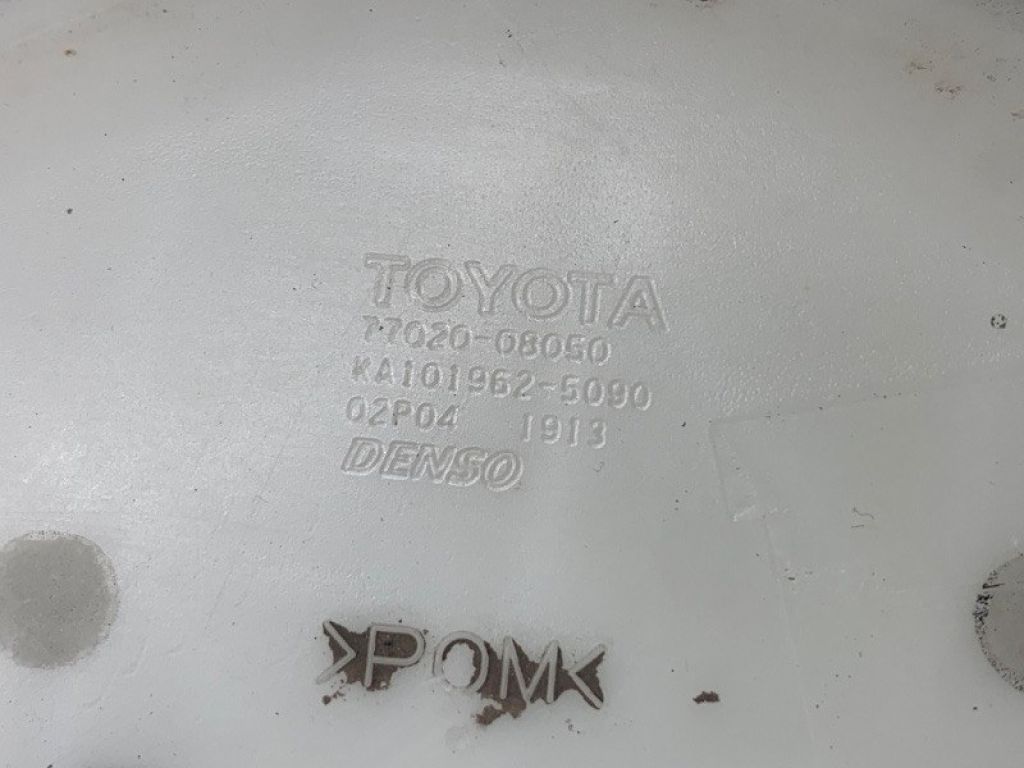 TOYOTA
77020-08050
KA101962-5090
02P04 1913
DENSO
>POM<